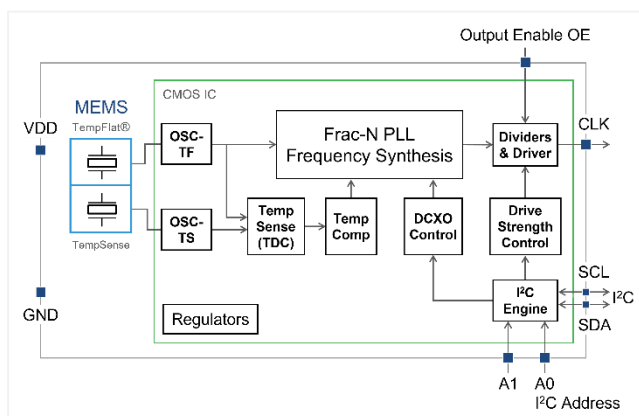 Output Enable OE
CMOS IC
MEMS
TempFlat®
VDD
OSC-
TF
Frac-N PLL
Frequency Synthesis
Dividers
& Driver
CLK
TempSense
OSC-
TS
Temp
Sense
(TDC)
Temp
Comp
DCXO
Control
Drive
Strength
Control
GND
Regulators
I²C
Engine
SCL
I²C
SDA
A1
A0
I²C Address